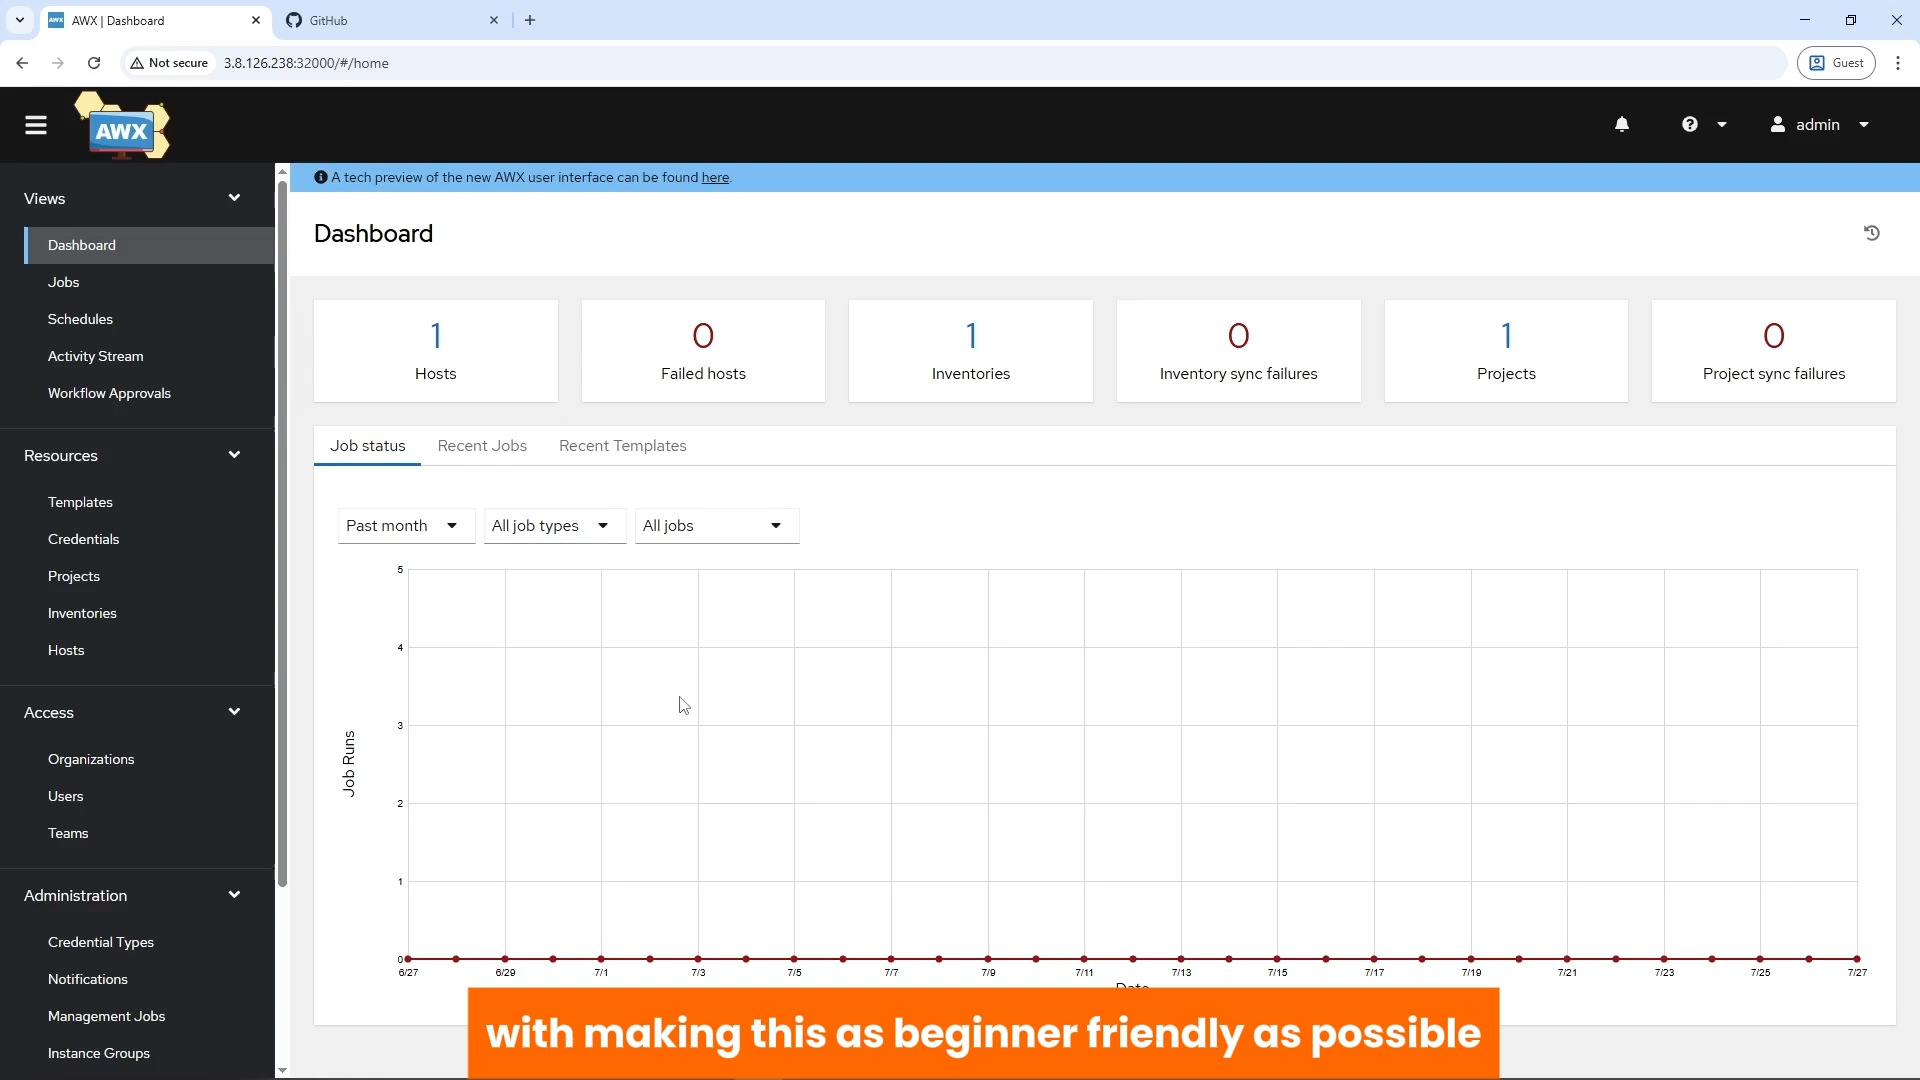 AWX | Dashboard
GitHub
Not secure
3.8.126.238:32000/#/home
Guest
AWX
admin
A tech preview of the new AWX user interface can be found here.
Views
Dashboard
Jobs
Schedules
Activity Stream
Workflow Approvals
Resources
Templates
Credentials
Projects
Inventories
Hosts
Access
Organizations
Users
Teams
Administration
Credential Types
Notifications
Management Jobs
Instance Groups
Dashboard
1
Hosts
0
Failed hosts
1
Inventories
0
Inventory sync failures
1
Projects
0
Project sync failures
Job status
Recent Jobs
Recent Templates
Past month
All job types
All jobs
Job Runs
5
4
3
2
1
0
6/27 6/29 7/1 7/3 7/5 7/7 7/9 7/11 7/13 7/15 7/17 7/19 7/21 7/23 7/25 7/27
Date
with making this as beginner friendly as possible